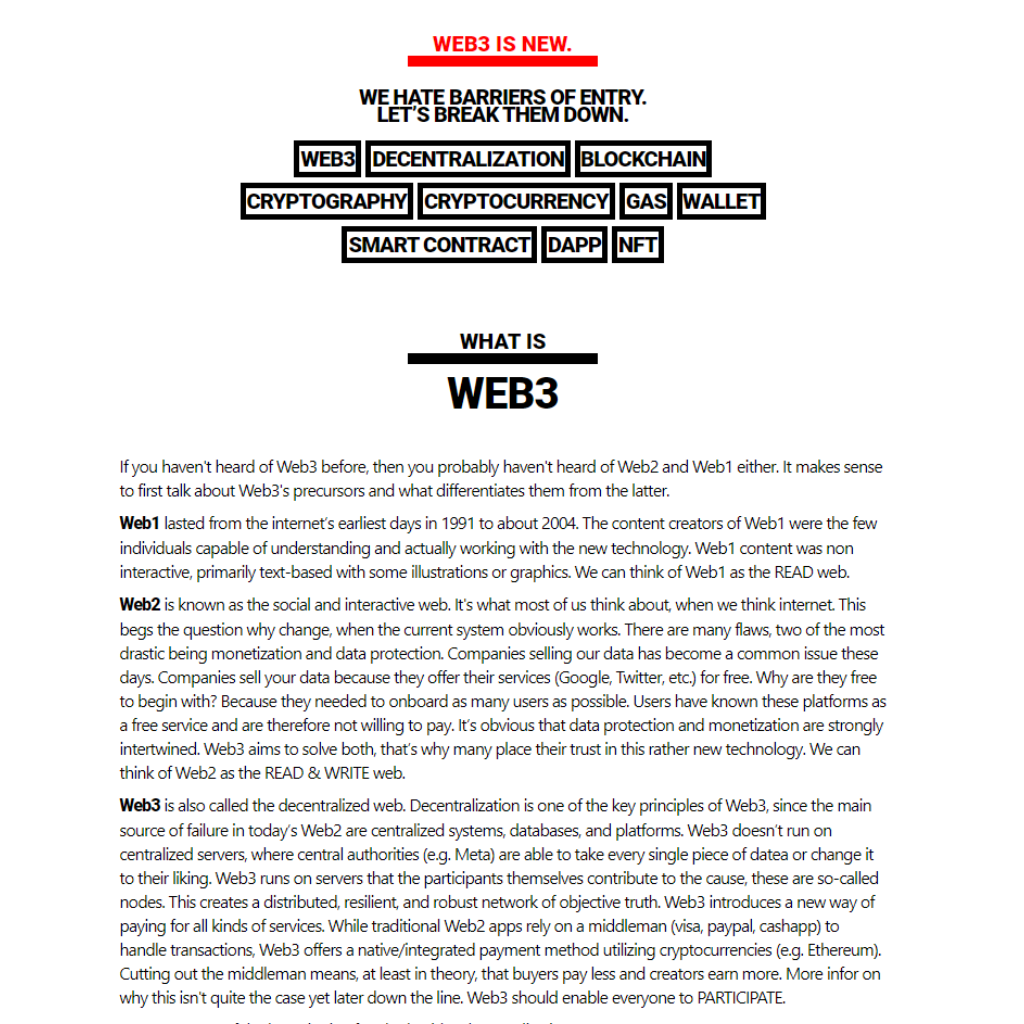 WEB3 IS NEW.
WE HATE BARRIERS OF ENTRY.
LET'S BREAK THEM DOWN.
WEB3 DECENTRALIZATION BLOCKCHAIN
CRYPTOGRAPHY CRYPTOCURRENCY GAS WALLET
SMART CONTRACT DAPP NFT
WHAT IS
WEB3
If you haven't heard of Web3 before, then you probably haven't heard of Web2 and Web1 either. It makes sense
to first talk about Web3's precursors and what differentiates them from the latter.
Web1 lasted from the internet's earliest days in 1991 to about 2004. The content creators of Web1 were the few
individuals capable of understanding and actually working with the new technology. Web1 content was non
interactive, primarily text-based with some illustrations or graphics. We can think of Web1 as the READ web.
Web2 is known as the social and interactive web. It's what most of us think about, when we think internet. This
begs the question why change, when the current system obviously works. There are many flaws, two of the most
drastic being monetization and data protection. Companies selling our data has become a common issue these
days. Companies sell your data because they offer their services (Google, Twitter, etc.) for free. Why are they free
to begin with? Because they needed to onboard as many users as possible. Users have known these platforms as
a free service and are therefore not willing to pay. It's obvious that data protection and monetization are strongly
intertwined. Web3 aims to solve both, that's why many place their trust in this rather new technology. We can
think of Web2 as the READ & WRITE web.
Web3 is also called the decentralized web. Decentralization is one of the key principles of Web3, since the main
source of failure in today's Web2 are centralized systems, databases, and platforms. Web3 doesn't run on
centralized servers, where central authorities (e.g. Meta) are able to take every single piece of datea or change it
to their liking. Web3 runs on servers that the participants themselves contribute to the cause, these are so-called
nodes. This creates a distributed, resilient, and robust network of objective truth. Web3 introduces a new way of
paying for all kinds of services. While traditional Web2 apps rely on a middleman (visa, paypal, cashapp) to
handle transactions, Web3 offers a native/integrated payment method utilizing cryptocurrencies (e.g. Ethereum).
Cutting out the middleman means, at least in theory, that buyers pay less and creators earn more. More infor on
why this isn't quite the case yet later down the line. Web3 should enable everyone to PARTICIPATE.